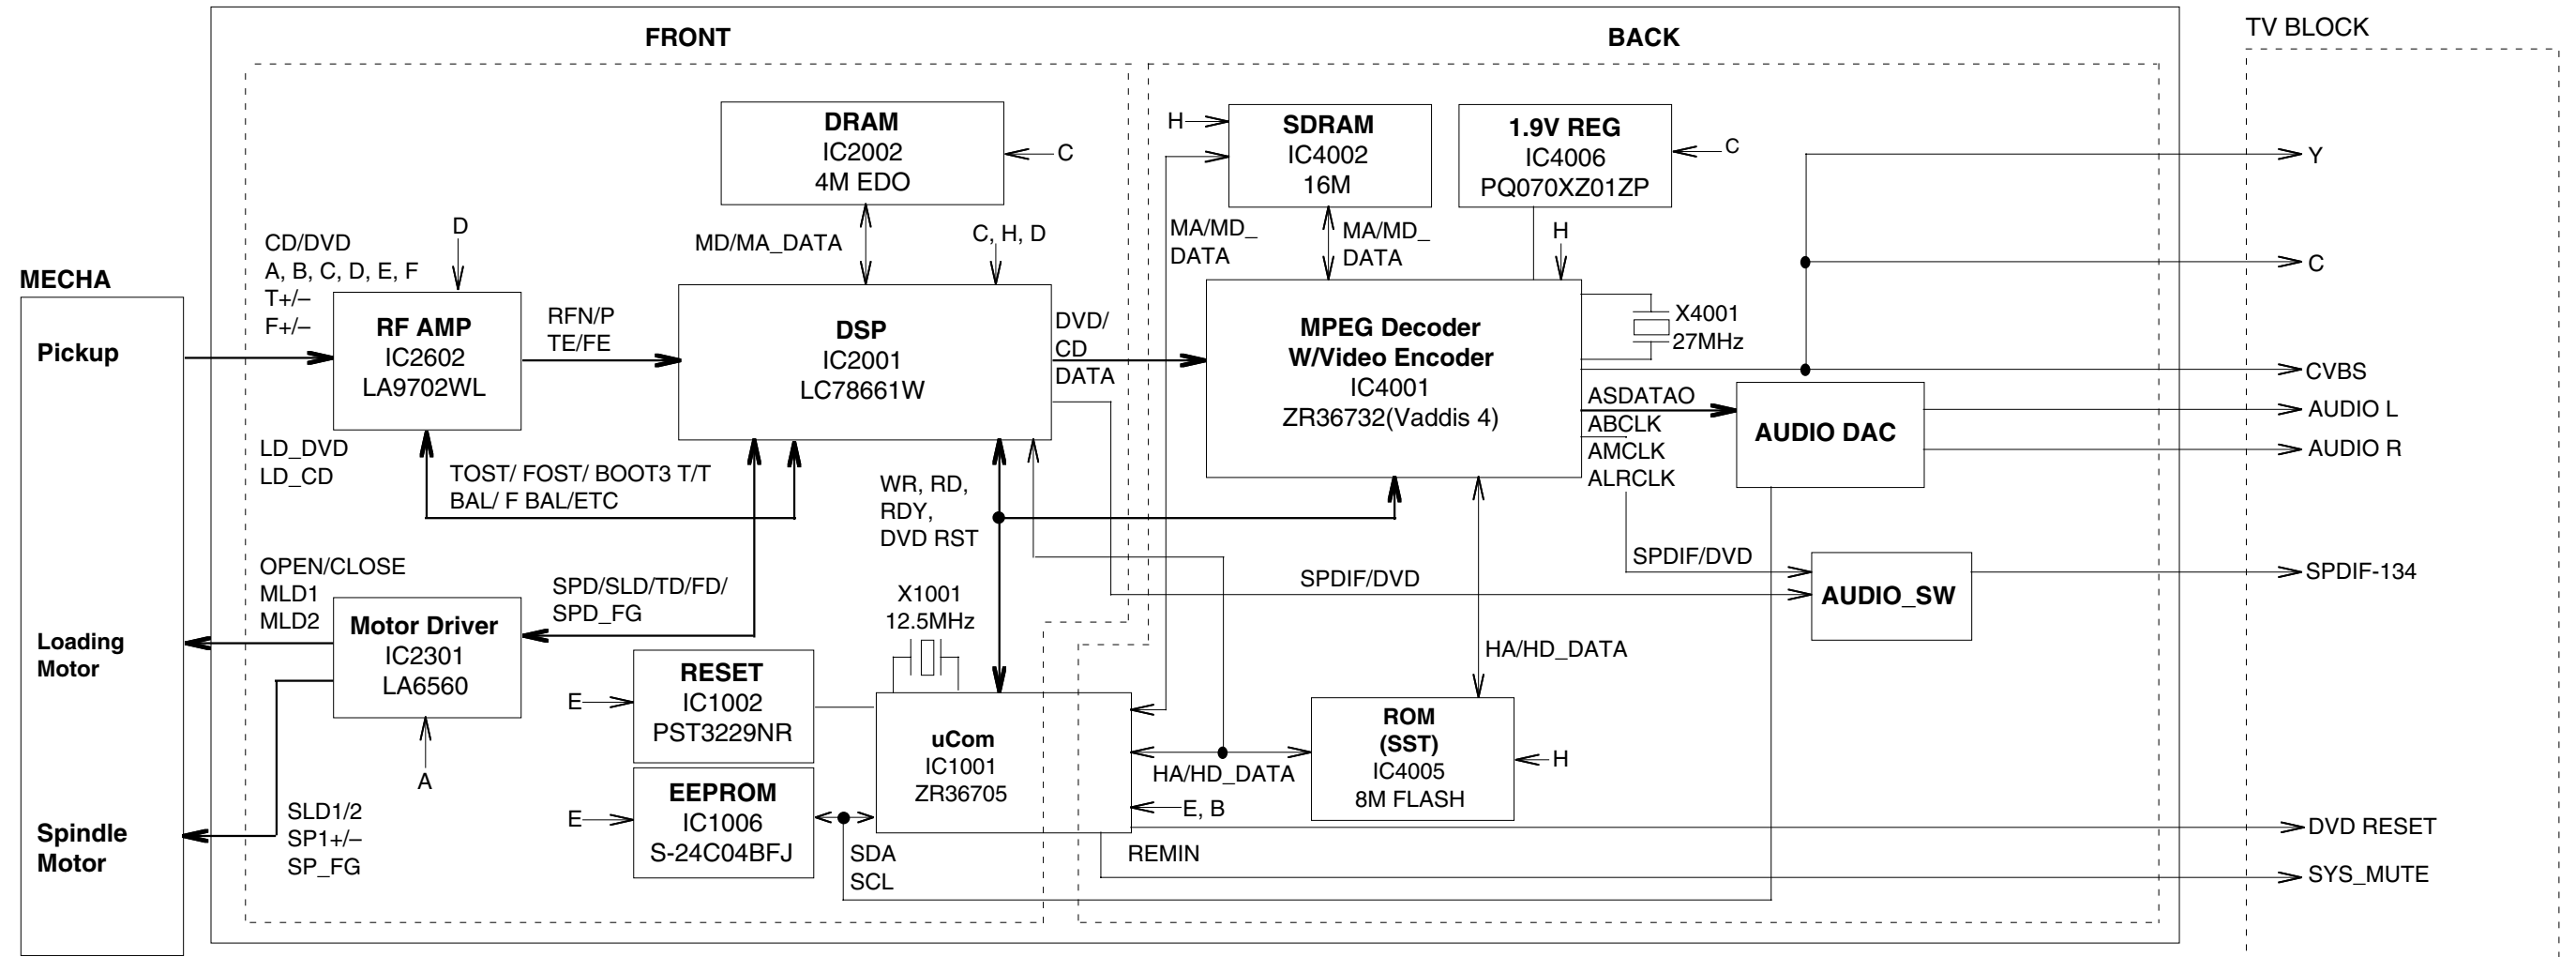 FRONT
BACK
TV BLOCK
MECHA
Pickup
Loading
Motor
Spindle
Motor
CD/DVD
A, B, C, D, E, F
T+/–
F+/–
D
RF AMP
IC2602
LA9702WL
LD_DVD
LD_CD
RFN/P
TE/FE
DRAM
IC2002
4M EDO
C
MD/MA_DATA
C, H, D
DSP
IC2001
LC78661W
DVD/
CD
DATA
TOST/ FOST/ BOOT3 T/T
BAL/ F BAL/ETC
WR, RD,
RDY,
DVD RST
OPEN/CLOSE
MLD1
MLD2
Motor Driver
IC2301
LA6560
A
SPD/SLD/TD/FD/
SPD_FG
SLD1/2
SP1+/–
SP_FG
X1001
12.5MHz
E
RESET
IC1002
PST3229NR
E
EEPROM
IC1006
S-24C04BFJ
SDA
SCL
uCom
IC1001
ZR36705
H
SDRAM
IC4002
16M
MA/MD_
DATA
MA/MD_
DATA
1.9V REG
IC4006
PQ070XZ01ZP
C
H
MPEG Decoder
W/Video Encoder
IC4001
ZR36732(Vaddis 4)
X4001
27MHz
ASDATAO
ABCLK
AMCLK
ALRCLK
AUDIO DAC
SPDIF/DVD
SPDIF/DVD
AUDIO_SW
HA/HD_DATA
ROM
(SST)
IC4005
8M FLASH
H
HA/HD_DATA
E, B
REMIN
Y
C
CVBS
AUDIO L
AUDIO R
SPDIF-134
DVD RESET
SYS_MUTE